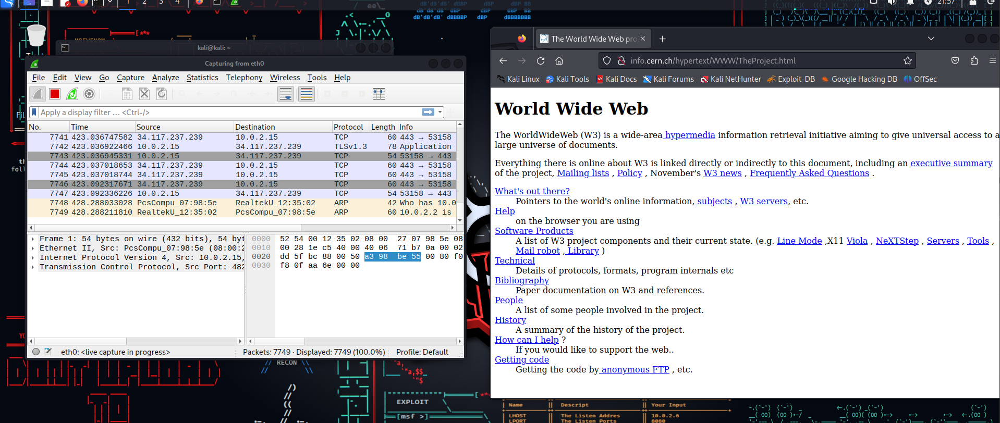 1 2 3 4
21:57
kali@kali: ~
Capturing from eth0
File Edit View Go Capture Analyze Statistics Telephony Wireless Tools Help
Apply a display filter … <Ctrl-/>
No. Time Source Destination Protocol Length Info
7741 423.036747582 34.117.237.239 10.0.2.15 TCP 60 443 → 53158
7742 423.036922466 10.0.2.15 34.117.237.239 TLSv1.3 78 Application
7743 423.036945331 10.0.2.15 34.117.237.239 TCP 54 53158 → 443
7744 423.037018653 34.117.237.239 10.0.2.15 TCP 60 443 → 53158
7745 423.037018744 34.117.237.239 10.0.2.15 TCP 60 443 → 53158
7746 423.092317671 34.117.237.239 10.0.2.15 TCP 60 443 → 53158
7747 423.092336226 10.0.2.15 34.117.237.239 TCP 54 53158 → 443
7748 428.288033028 PcsCompu_07:98:5e RealtekU_12:35:02 ARP 42 Who has 10.0
7749 428.288211810 RealtekU_12:35:02 PcsCompu_07:98:5e ARP 60 10.0.2.2 is
Frame 1: 54 bytes on wire (432 bits), 54 byt
Ethernet II, Src: PcsCompu_07:98:5e (08:00:2
Internet Protocol Version 4, Src: 10.0.2.15,
Transmission Control Protocol, Src Port: 482
0000 52 54 00 12 35 02 08 00 27 07 98 5e 08
0010 00 28 1e c5 40 00 40 06 71 b7 0a 00 02
0020 dd 5f bc 88 00 50 a3 98 be 55 00 80 f0
0030 f8 0f aa 6e 00 00
eth0: <live capture in progress> Packets: 7749 · Displayed: 7749 (100.0%) Profile: Default
The World Wide Web pro
info.cern.ch/hypertext/WWW/TheProject.html
Kali Linux Kali Tools Kali Docs Kali Forums Kali NetHunter Exploit-DB Google Hacking DB OffSec
World Wide Web
The WorldWideWeb (W3) is a wide-area hypermedia information retrieval initiative aiming to give universal access to a
large universe of documents.
Everything there is online about W3 is linked directly or indirectly to this document, including an executive summary
of the project, Mailing lists , Policy , November's W3 news , Frequently Asked Questions .
What's out there?
Pointers to the world's online information, subjects , W3 servers, etc.
Help
on the browser you are using
Software Products
A list of W3 project components and their current state. (e.g. Line Mode ,X11 Viola , NeXTStep , Servers , Tools ,
Mail robot , Library )
Technical
Details of protocols, formats, program internals etc
Bibliography
Paper documentation on W3 and references.
People
A list of some people involved in the project.
History
A summary of the history of the project.
How can I help ?
If you would like to support the web..
Getting code
Getting the code by anonymous FTP , etc.
RECON
EXPLOIT
[msf >]
Name Descript Your Input
LHOST The Listen Addres 10.0.2.6
LPORT The Listen Ports 8080